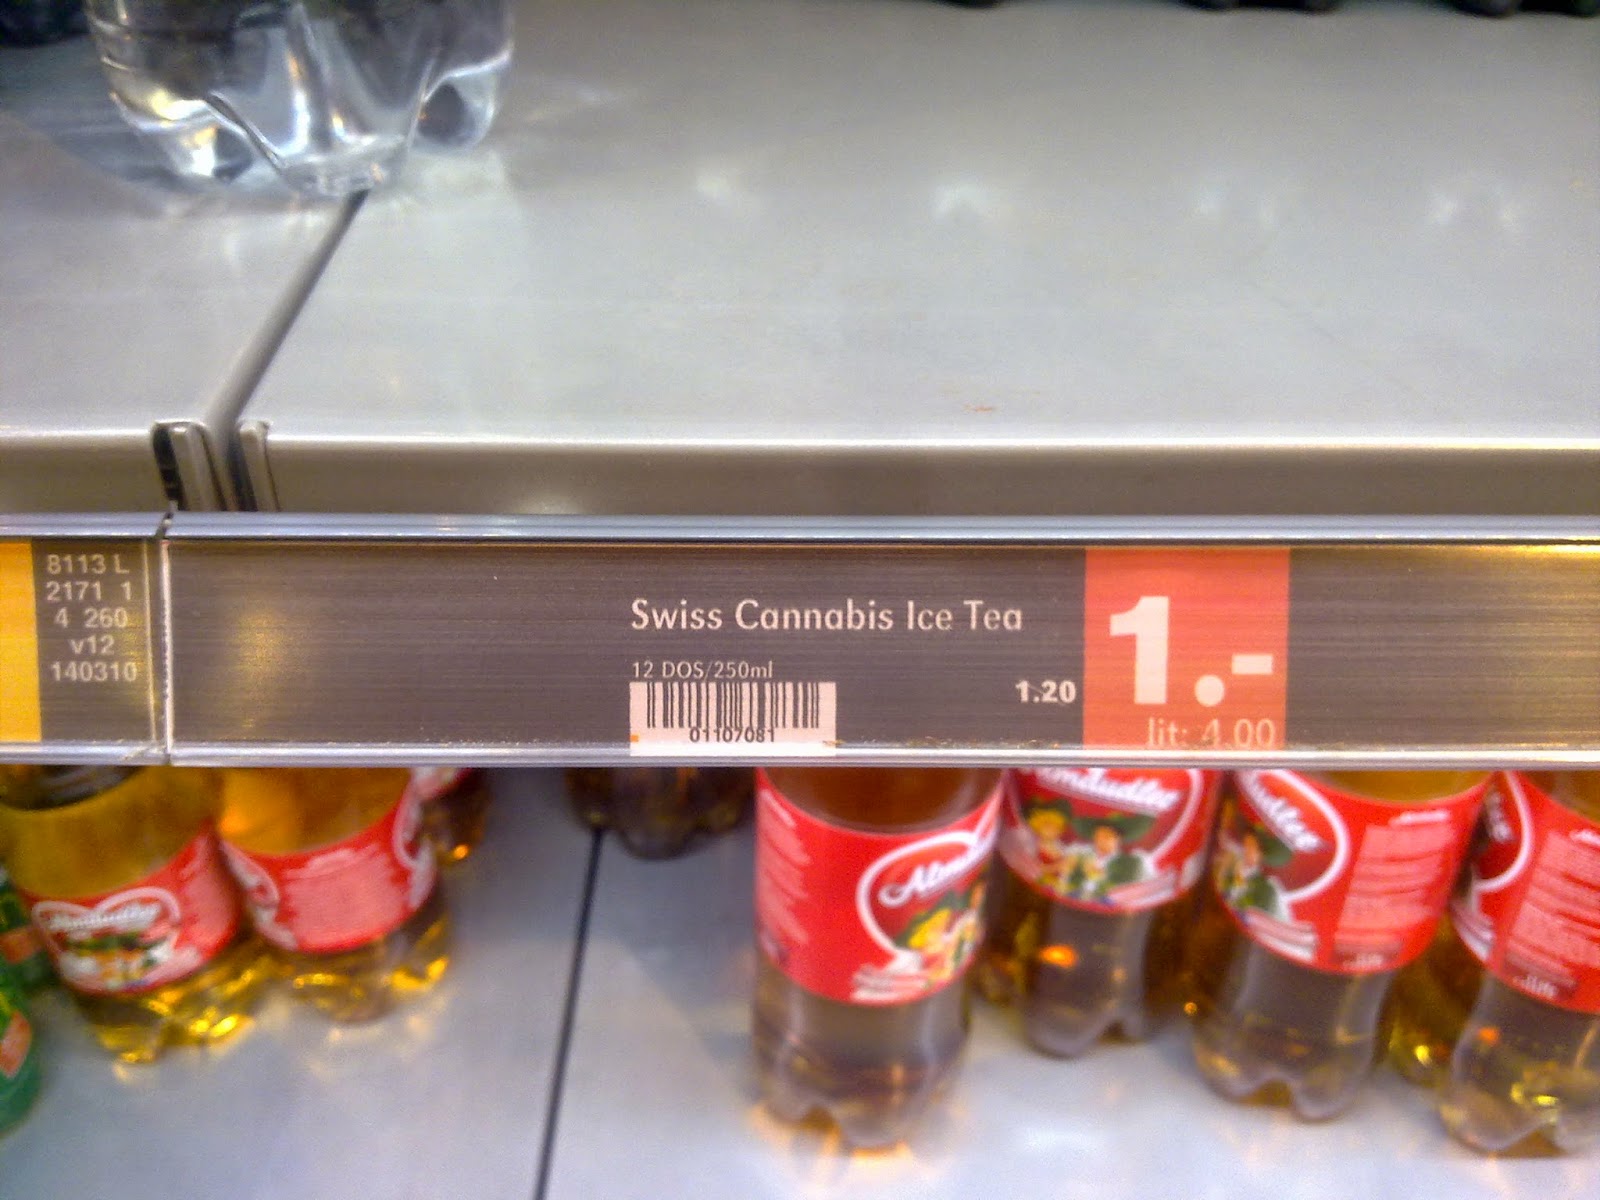 8113 L
2171 1
4 260
v12
140310
Swiss Cannabis Ice Tea
12 DOS/250ml
01107081
1.20
1.-
lit: 4.00
Almdudler